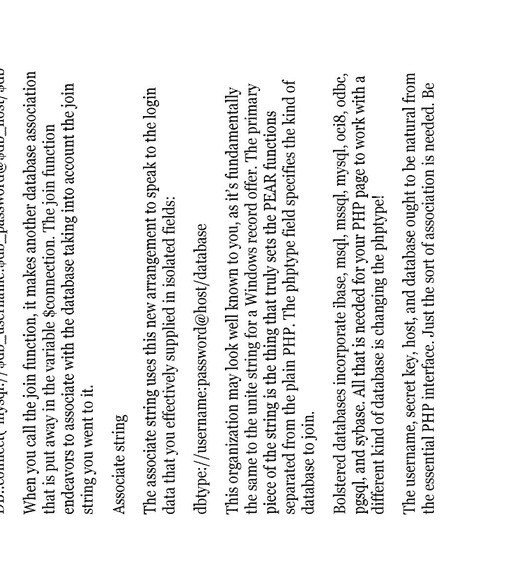 DB::connect("mysql://$db_username:$db_password@$db_host/$db
When you call the join function, it makes another database association
that is put away in the variable $connection. The join function
endeavors to associate with the database taking into account the join
string you went to it.
Associate string
The associate string uses this new arrangement to speak to the login
data that you effectively supplied in isolated fields:
dbtype://username:password@host/database
This organization may look well known to you, as it's fundamentally
the same to the unite string for a Windows record offer. The primary
piece of the string is the thing that truly sets the PEAR functions
separated from the plain PHP. The phptype field specifies the kind of
database to join.
Bolstered databases incorporate ibase, msql, mssql, mysql, oci8, odbc,
pgsql, and sybase. All that is needed for your PHP page to work with a
different kind of database is changing the phptype!
The username, secret key, host, and database ought to be natural from
the essential PHP interface. Just the sort of association is needed. Be